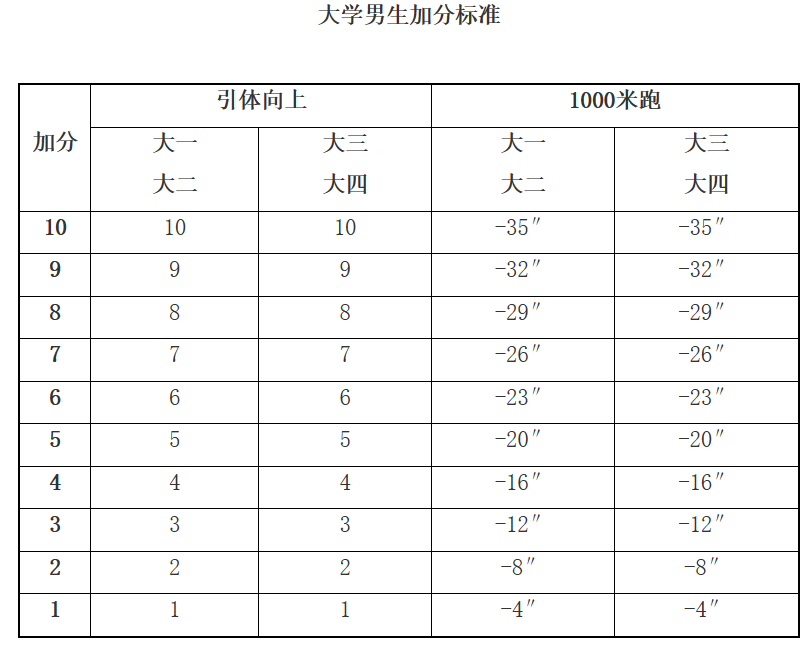 大学男生加分标准
加分 引体向上 1000米跑
大一 大三 大一 大三
大二 大四 大二 大四
10 10 10 -35″ -35″
9 9 9 -32″ -32″
8 8 8 -29″ -29″
7 7 7 -26″ -26″
6 6 6 -23″ -23″
5 5 5 -20″ -20″
4 4 4 -16″ -16″
3 3 3 -12″ -12″
2 2 2 -8″ -8″
1 1 1 -4″ -4″